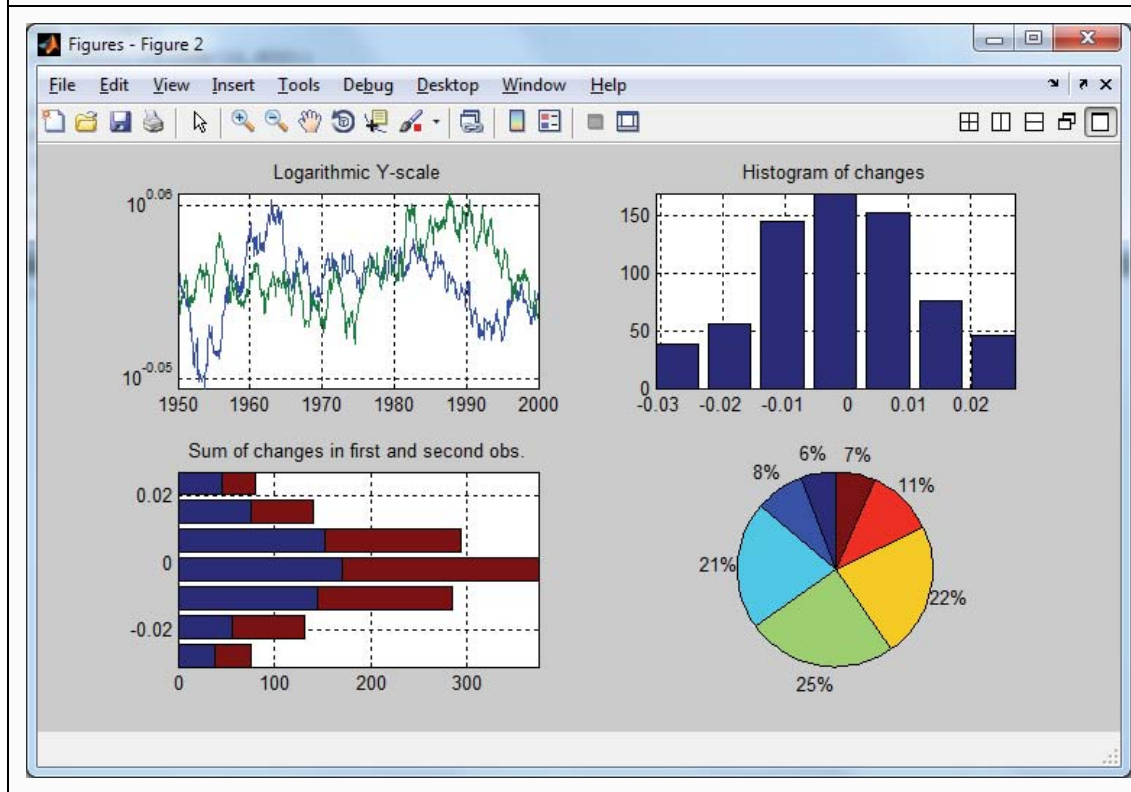 Figures - Figure 2
File Edit View Insert Tools Debug Desktop Window Help
Logarithmic Y-scale
10^0.06
10^-0.05
1950 1960 1970 1980 1990 2000
Histogram of changes
150
100
50
0
-0.03 -0.02 -0.01 0 0.01 0.02
Sum of changes in first and second obs.
0.02
0
-0.02
0 100 200 300
6% 7%
8% 11%
21%
22%
25%